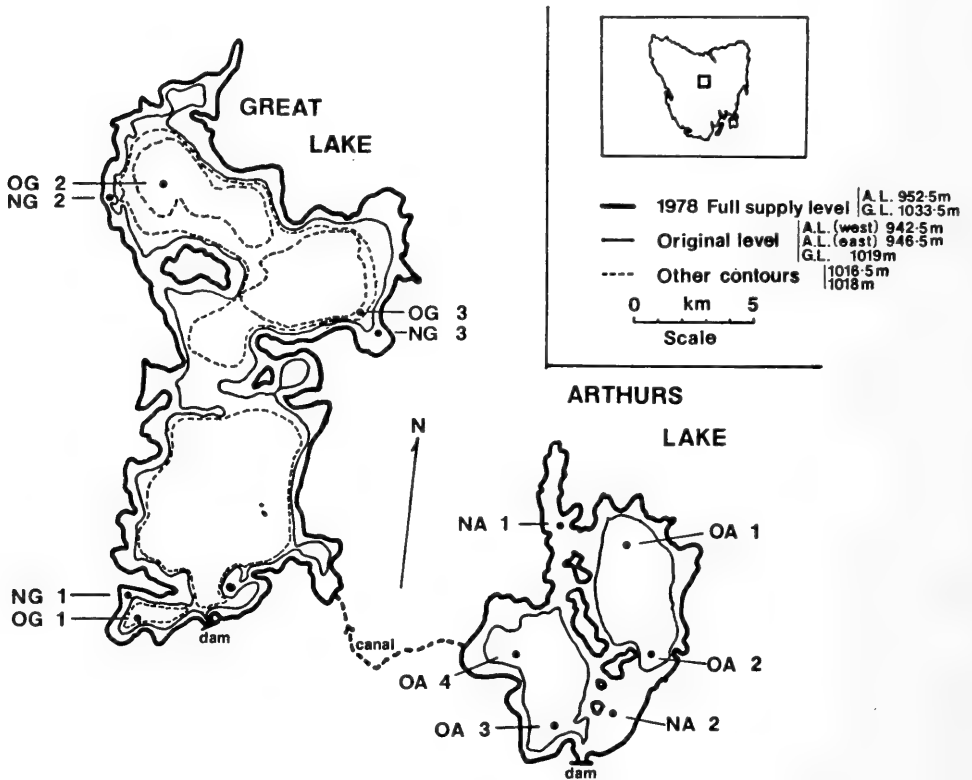 GREAT
LAKE
OG 2
NG 2
1978 Full supply level
A.L. 952·5m
G.L. 1033·5m
Original level
A.L.(west) 942·5m
A.L.(east) 946·5m
G.L. 1019m
Other contours
1016·5m
1018m
0 km 5
Scale
OG 3
NG 3
ARTHURS
LAKE
N
NA 1
OA 1
NG 1
OG 1
dam
canal
OA 4
OA 2
OA 3
NA 2
dam